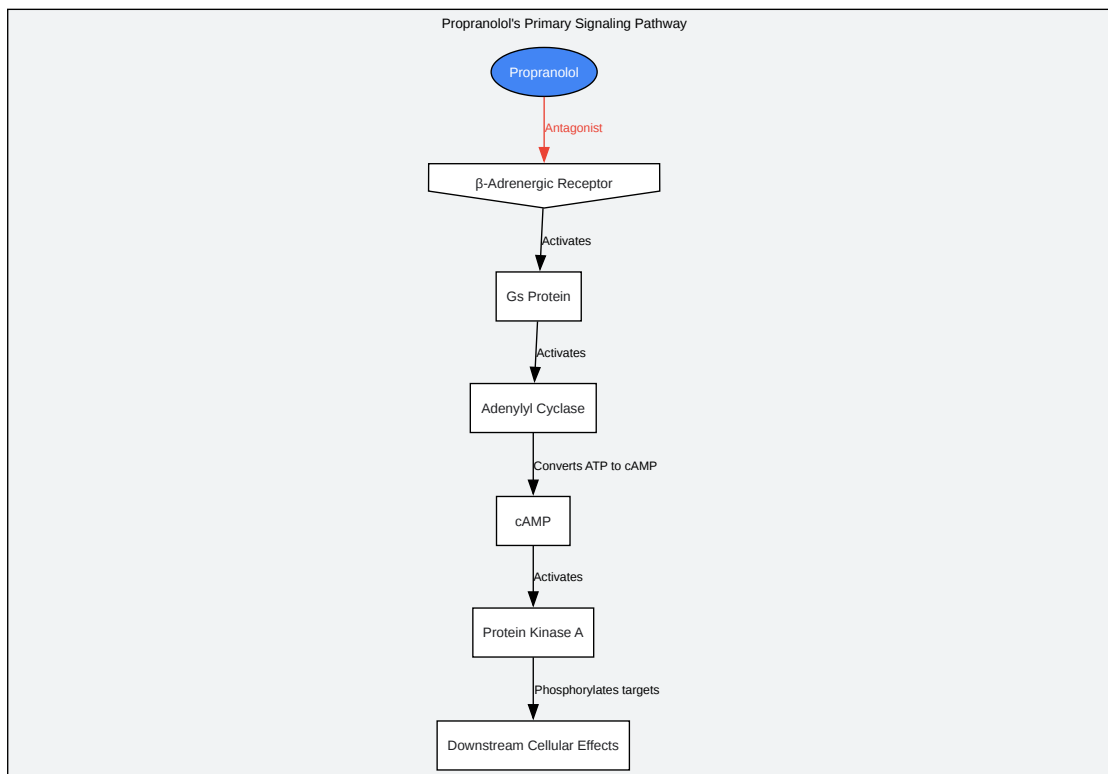 Propranolol's Primary Signaling Pathway
Propranolol
Antagonist
β-Adrenergic Receptor
Activates
Gs Protein
Activates
Adenylyl Cyclase
Converts ATP to cAMP
cAMP
Activates
Protein Kinase A
Phosphorylates targets
Downstream Cellular Effects